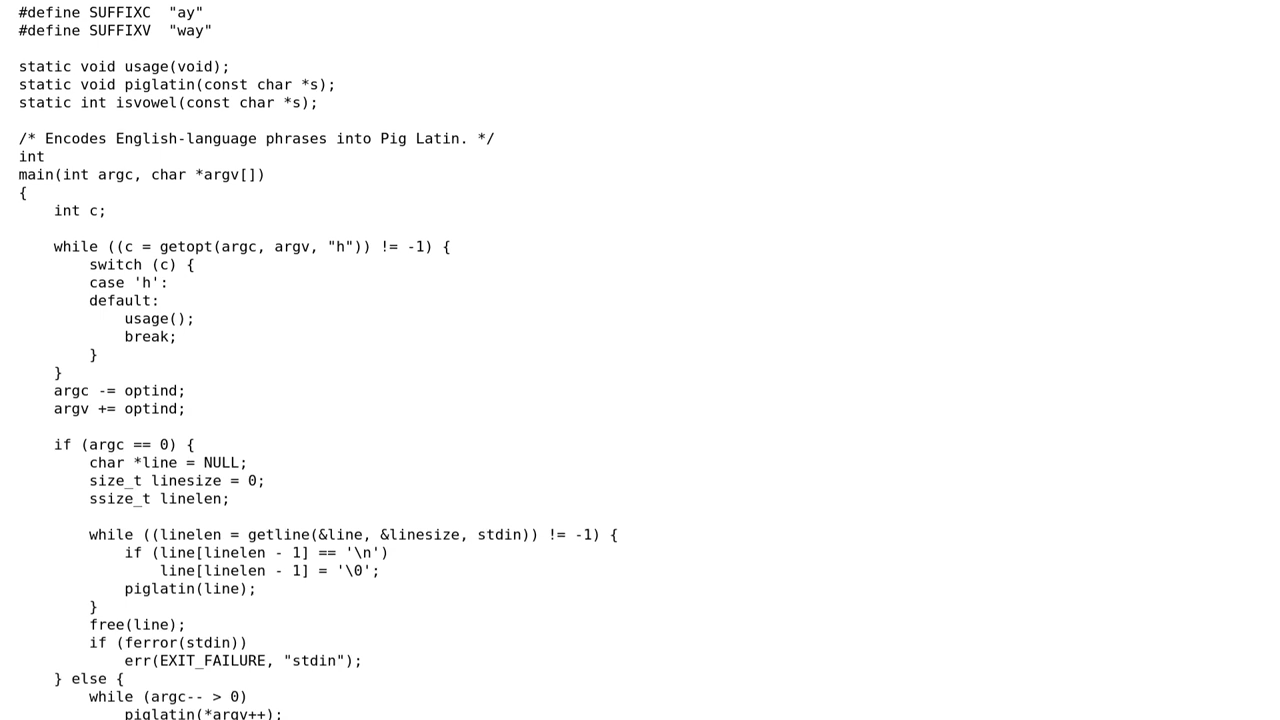 #define SUFFIXC  "ay"
#define SUFFIXV  "way"

static void usage(void);
static void piglatin(const char *s);
static int isvowel(const char *s);

/* Encodes English-language phrases into Pig Latin. */
int
main(int argc, char *argv[])
{
    int c;

    while ((c = getopt(argc, argv, "h")) != -1) {
        switch (c) {
        case 'h':
        default:
            usage();
            break;
        }
    }
    argc -= optind;
    argv += optind;

    if (argc == 0) {
        char *line = NULL;
        size_t linesize = 0;
        ssize_t linelen;

        while ((linelen = getline(&line, &linesize, stdin)) != -1) {
            if (line[linelen - 1] == '\n')
                line[linelen - 1] = '\0';
            piglatin(line);
        }
        free(line);
        if (ferror(stdin))
            err(EXIT_FAILURE, "stdin");
    } else {
        while (argc-- > 0)
            piglatin(*argv++);